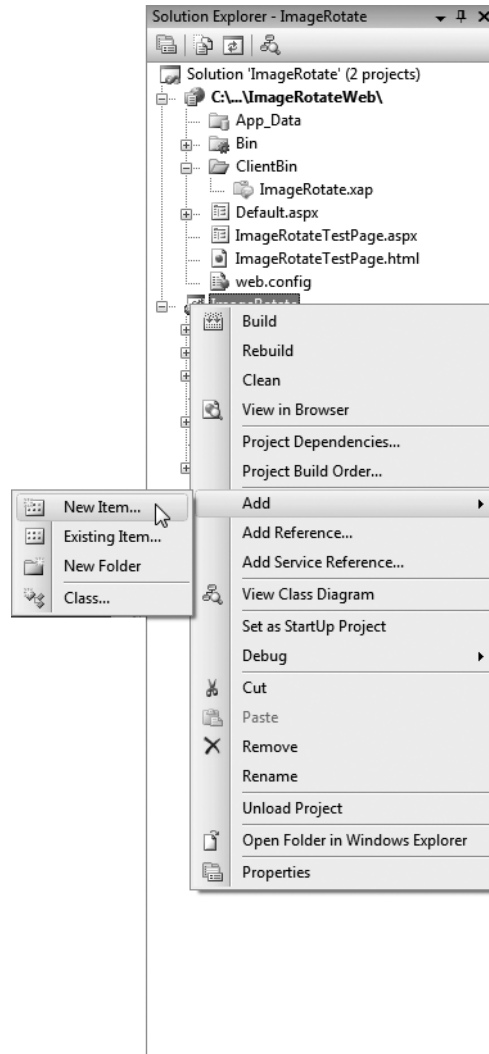 Solution Explorer - ImageRotate
Solution 'ImageRotate' (2 projects)
C:\...\ImageRotateWeb\
App_Data
Bin
ClientBin
ImageRotate.xap
Default.aspx
ImageRotateTestPage.aspx
ImageRotateTestPage.html
web.config
ImageRotate
Build
Rebuild
Clean
View in Browser
Project Dependencies...
Project Build Order...
Add
New Item...
Existing Item...
New Folder
Class...
Add Reference...
Add Service Reference...
View Class Diagram
Set as StartUp Project
Debug
Cut
Paste
Remove
Rename
Unload Project
Open Folder in Windows Explorer
Properties